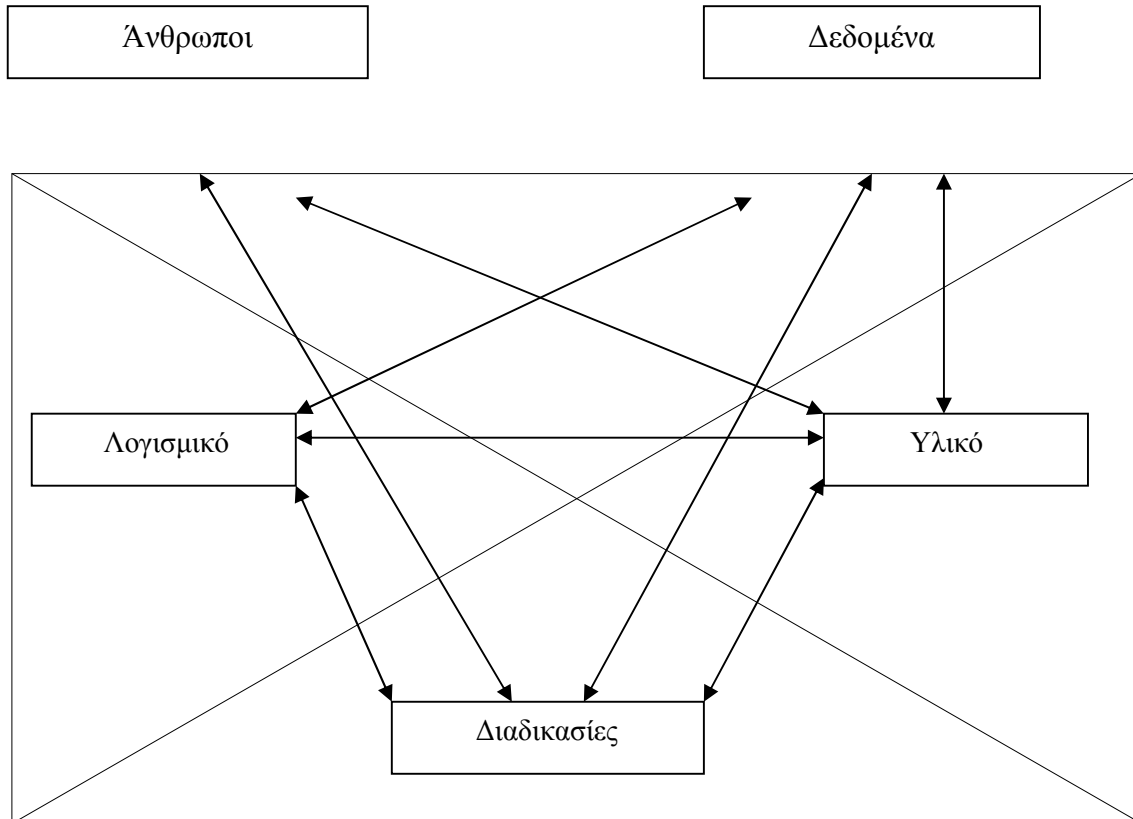 Άνθρωποι
Δεδομένα
Λογισμικό
Υλικό
Διαδικασίες